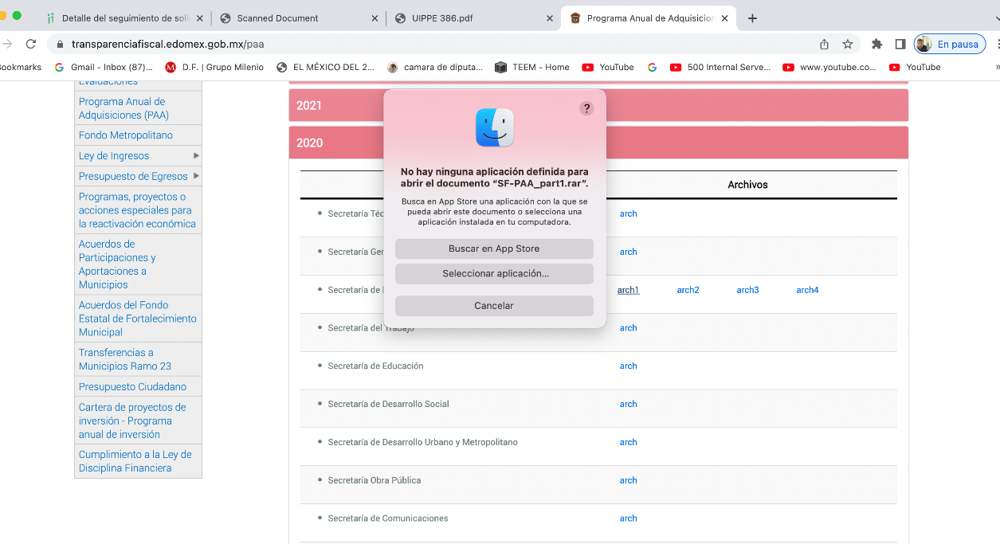 Detalle del seguimiento de soli
Scanned Document
UIPPE 386.pdf
Programa Anual de Adquisicion
transparenciafiscal.edomex.gob.mx/paa
En pausa
Bookmarks
Gmail - Inbox (87)...
D.F. | Grupo Milenio
EL MÉXICO DEL 2...
camara de diputa...
TEEM - Home
YouTube
500 Internal Serve...
www.youtube.co...
YouTube
Evaluaciones
Programa Anual de
Adquisiciones (PAA)
Fondo Metropolitano
Ley de Ingresos
Presupuesto de Egresos
Programas, proyectos o
acciones especiales para
la reactivación económica
Acuerdos de
Participaciones y
Aportaciones a
Municipios
Acuerdos del Fondo
Estatal de Fortalecimiento
Municipal
Transferencias a
Municipios Ramo 23
Presupuesto Ciudadano
Cartera de proyectos de
inversión - Programa
anual de inversión
Cumplimiento a la Ley de
Disciplina Financiera
2021
2020
?
No hay ninguna aplicación definida para
abrir el documento “SF-PAA_part1.rar”.
Busca en App Store una aplicación con la que se
pueda abrir este documento o selecciona una
aplicación instalada en tu computadora.
Buscar en App Store
Seleccionar aplicación...
Cancelar
Archivos
Secretaría Téc
arch
Secretaría Ger
arch
Secretaría de
arch1 arch2 arch3 arch4
Secretaría del Trabajo
arch
Secretaría de Educación
arch
Secretaría de Desarrollo Social
arch
Secretaría de Desarrollo Urbano y Metropolitano
arch
Secretaría Obra Pública
arch
Secretaría de Comunicaciones
arch